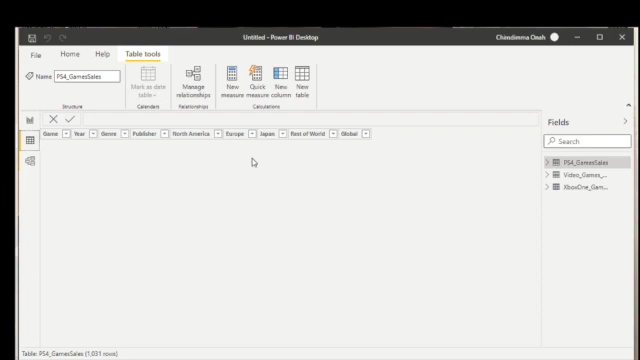 Untitled - Power BI Desktop
Chimdimma Onah
File
Home
Help
Table tools
Name
PS4_GamesSales
Mark as date
table
Manage
relationships
New
measure
Quick
measure
New
column
New
table
Structure
Calendars
Relationships
Calculations
Game
Year
Genre
Publisher
North America
Europe
Japan
Rest of World
Global
Fields
Search
PS4_GamesSales
Video_Games_...
XboxOne_Gam...
Table: PS4_GamesSales (1,031 rows)